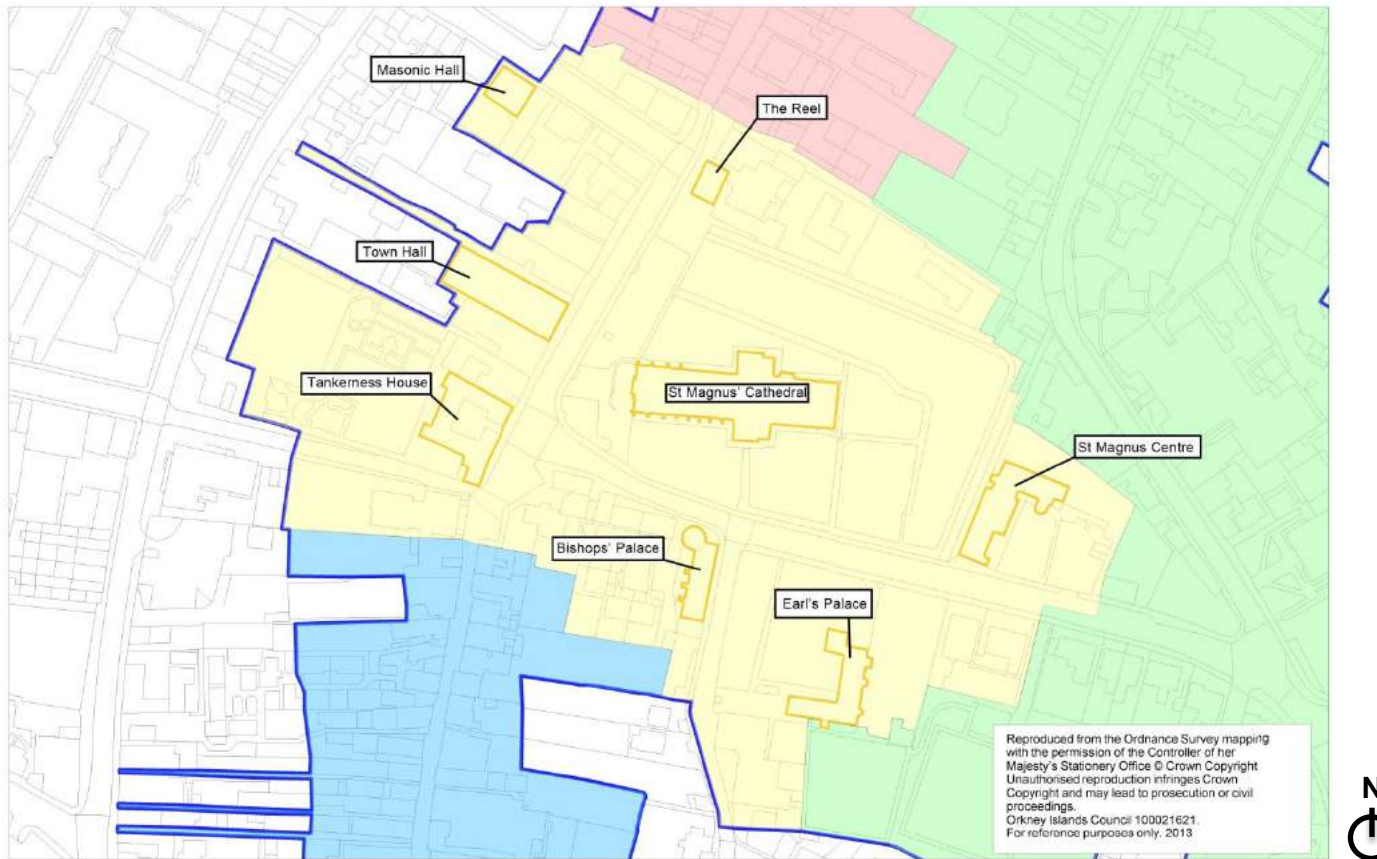 Masonic Hall
The Reel
Town Hall
Tankerness House
St Magnus' Cathedral
St Magnus Centre
Bishops' Palace
Earl's Palace
Reproduced from the Ordnance Survey mapping
with the permission of the Controller of her
Majesty's Stationery Office © Crown Copyright
Unauthorised reproduction infringes Crown
Copyright and may lead to prosecution or civil
proceedings.
Orkney Islands Council 100021621.
For reference purposes only. 2013
N